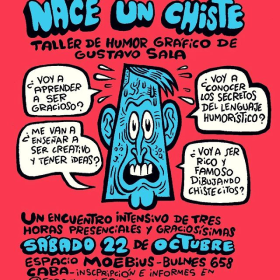 NACE UN CHISTE
TALLER DE HUMOR GRÁFICO DE
GUSTAVO SALA
¿VOY A
APRENDER
A SER
GRACIOSO?
¿VOY A
CONOCER
LOS SECRETOS
DEL LENGUAJE
HUMORÍSTICO?
¿ME VAN A
ENSEÑAR A
SER CREATIVO
Y TENER IDEAS?
¿VOY A SER
RICO Y
FAMOSO
DIBUJANDO
CHISTECITOS?
UN ENCUENTRO INTENSIVO DE TRES
HORAS PRESENCIALES Y GRACIOSÍSIMAS
SÁBADO 22 DE OCTUBRE
ESPACIO MOEBIUS-BULNES 658
CABA-INSCRIPCIÓN E INFORMES EN